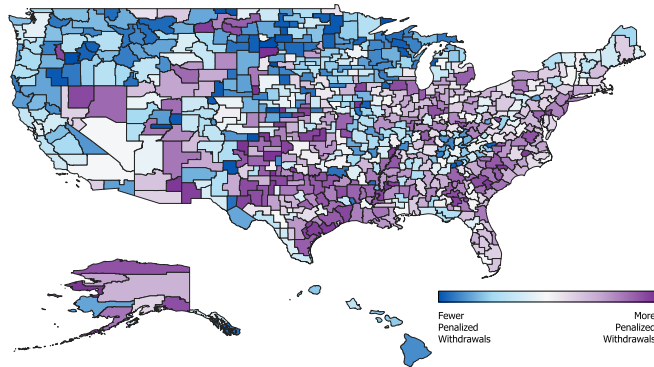 Fewer
Penalized
Withdrawals
More
Penalized
Withdrawals